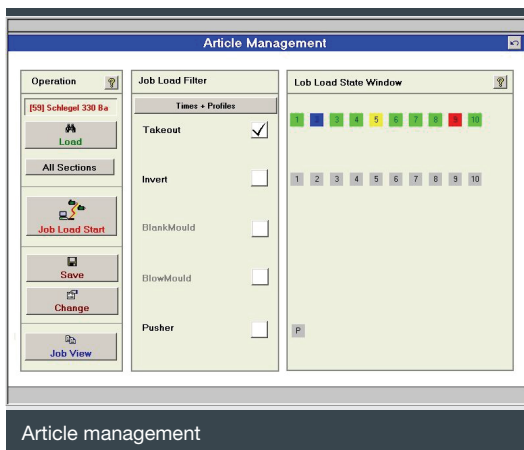 Article Management
Operation ?
[59] Schlegel 330 Ba
Load
All Sections
Job Load Start
Save
Change
Job View
Job Load Filter
Times + Profiles
Takeout
Invert
BlankMould
BlowMould
Pusher
Lob Load State Window ?
1 2 3 4 5 6 7 8 9 10
1 2 3 4 5 6 7 8 9 10
P
Article management